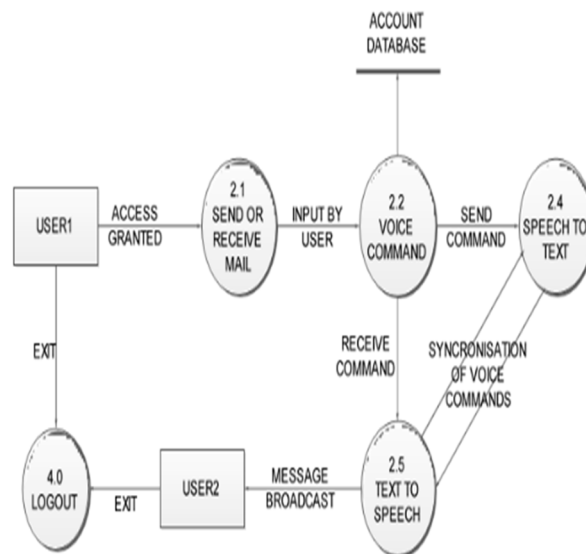 ACCOUNT
DATABASE
USER1
ACCESS
GRANTED
2.1
SEND OR
RECEIVE
MAIL
INPUT BY
USER
2.2
VOICE
COMMAND
SEND
COMMAND
2.4
SPEECH TO
TEXT
EXIT
RECEIVE
COMMAND
SYNCRONISATION
OF VOICE
COMMANDS
4.0
LOGOUT
EXIT
USER2
MESSAGE
BROADCAST
2.5
TEXT TO
SPEECH